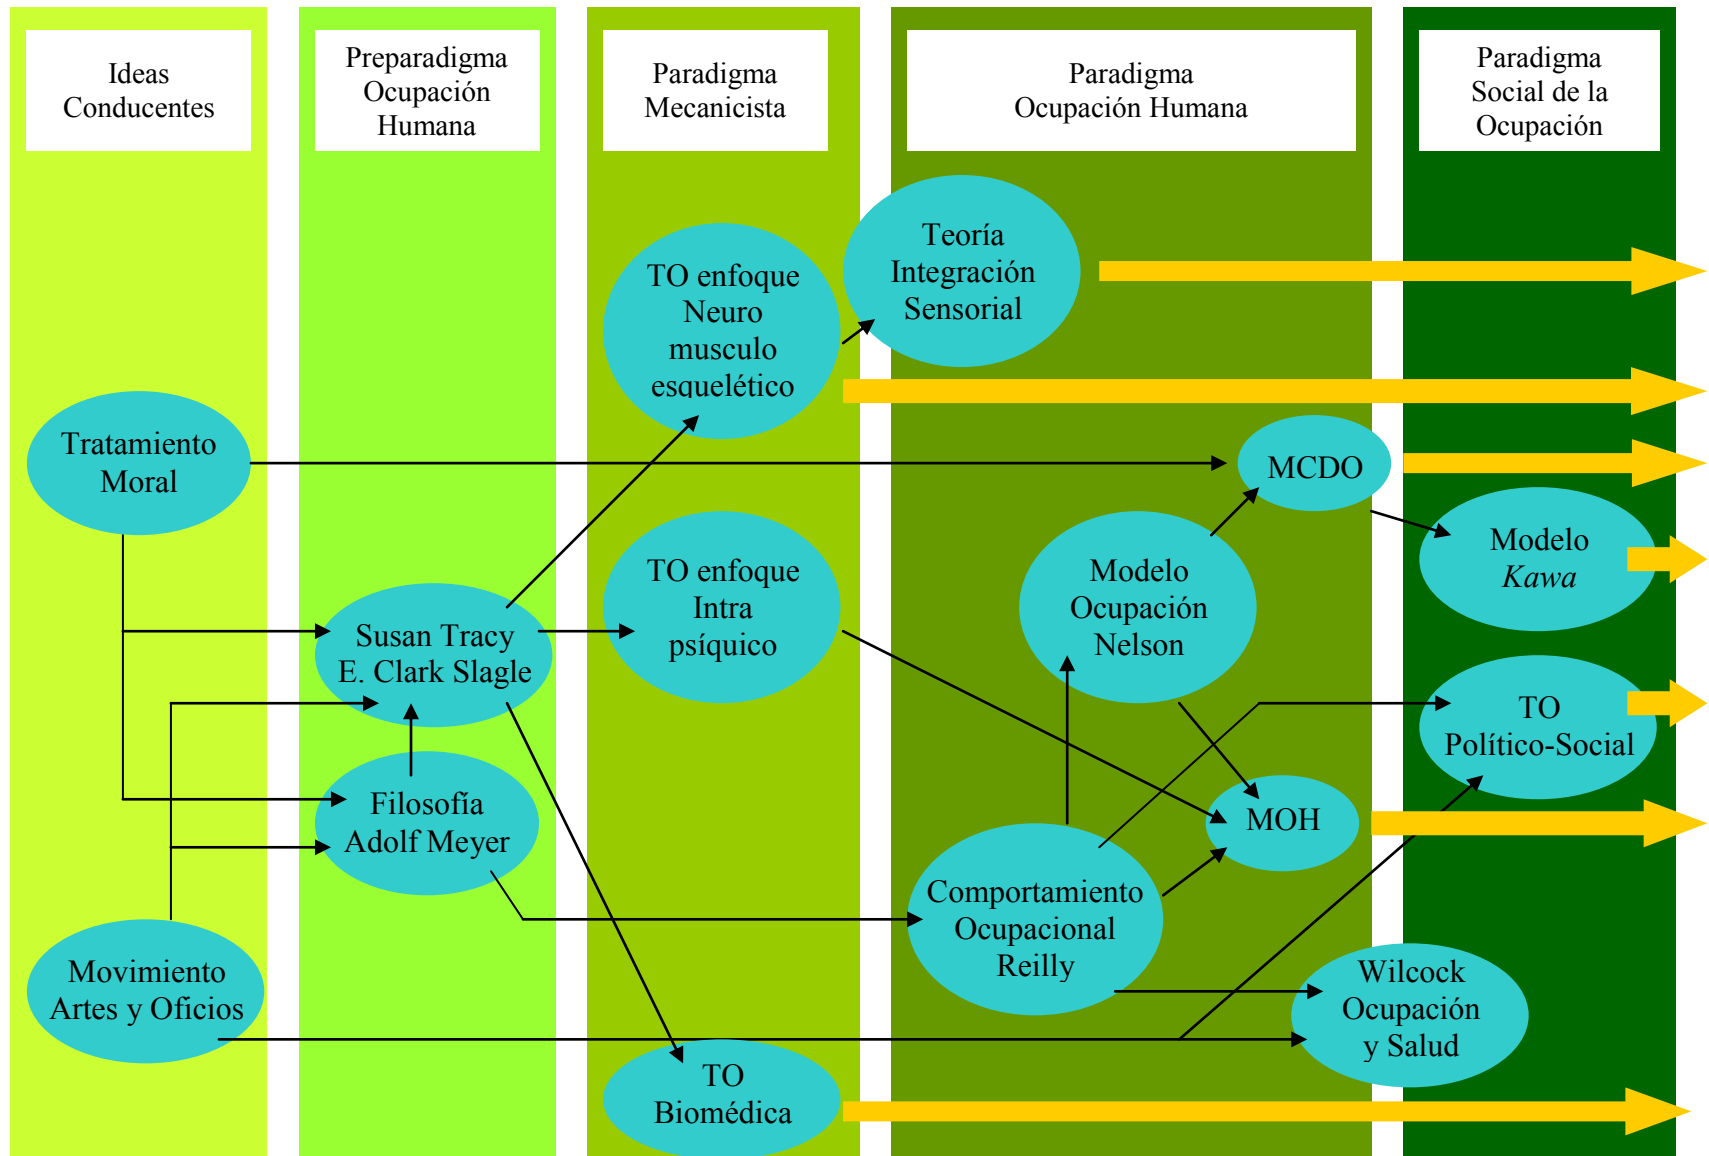 Ideas
Conducentes
Preparadigma
Ocupación
Humana
Paradigma
Mecanicista
Paradigma
Ocupación Humana
Paradigma
Social de la
Ocupación
Tratamiento
Moral
Movimiento
Artes y Oficios
Susan Tracy
E. Clark Slagle
Filosofía
Adolf Meyer
TO enfoque
Neuro
musculo
esquelético
TO enfoque
Intra
psíquico
TO
Biomédica
Teoría
Integración
Sensorial
MCDO
Modelo
Ocupación
Nelson
MOH
Comportamiento
Ocupacional
Reilly
Wilcock
Ocupación
y Salud
Modelo
Kawa
TO
Político-Social